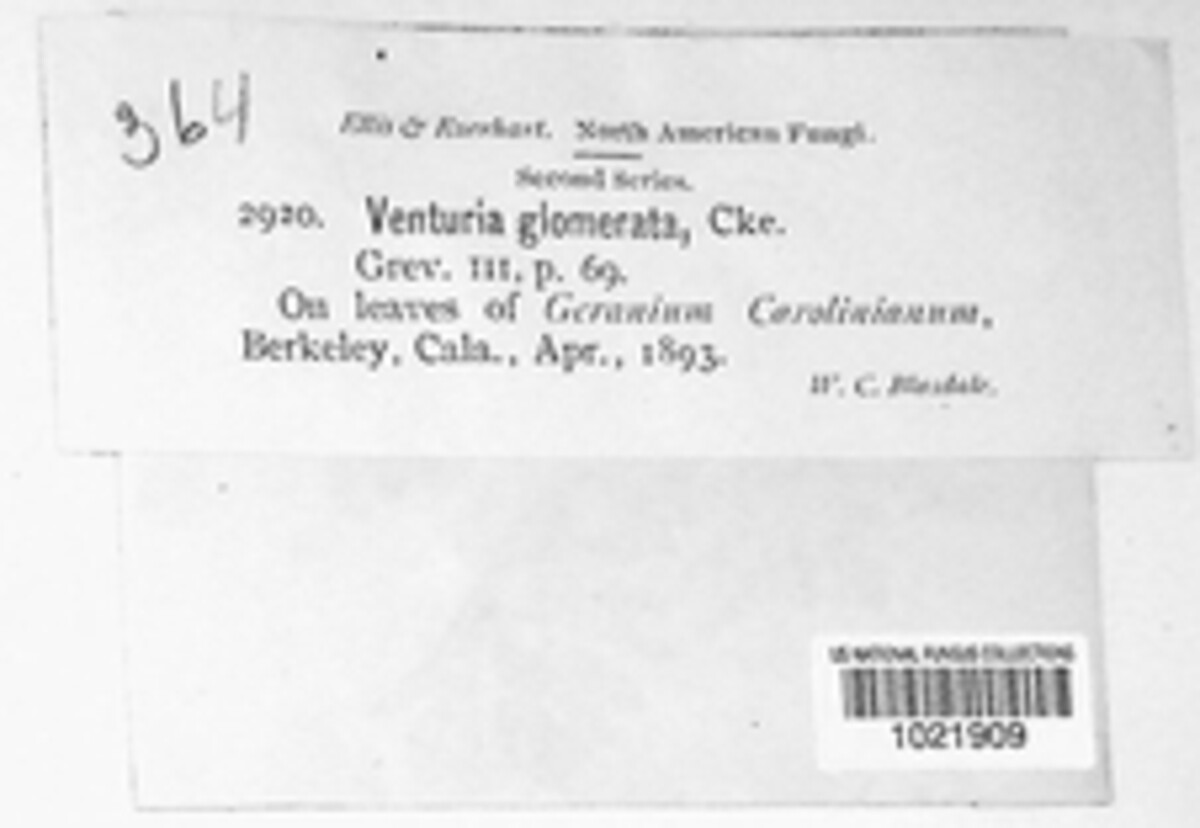 364
Ellis & Everhart. North American Fungi.
Second Series.
2920. Venturia glomerata, Cke.
Grev. III, p. 69.
On leaves of Geranium Carolinianum,
Berkeley, Cala., Apr., 1893.
W. C. Blasdale.
US NATIONAL FUNGUS COLLECTIONS
1021909